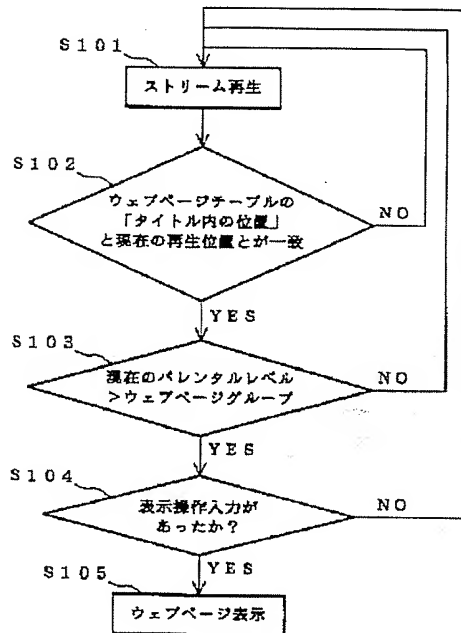 S101
ストリーム再生
S102
ウェブページテーブルの
「タイトル内の位置」
と現在の再生位置とが一致
NO
YES
S103
現在のパレンタルレベル
>ウェブページグループ
NO
YES
S104
表示操作入力が
あったか?
NO
YES
S105
ウェブページ表示